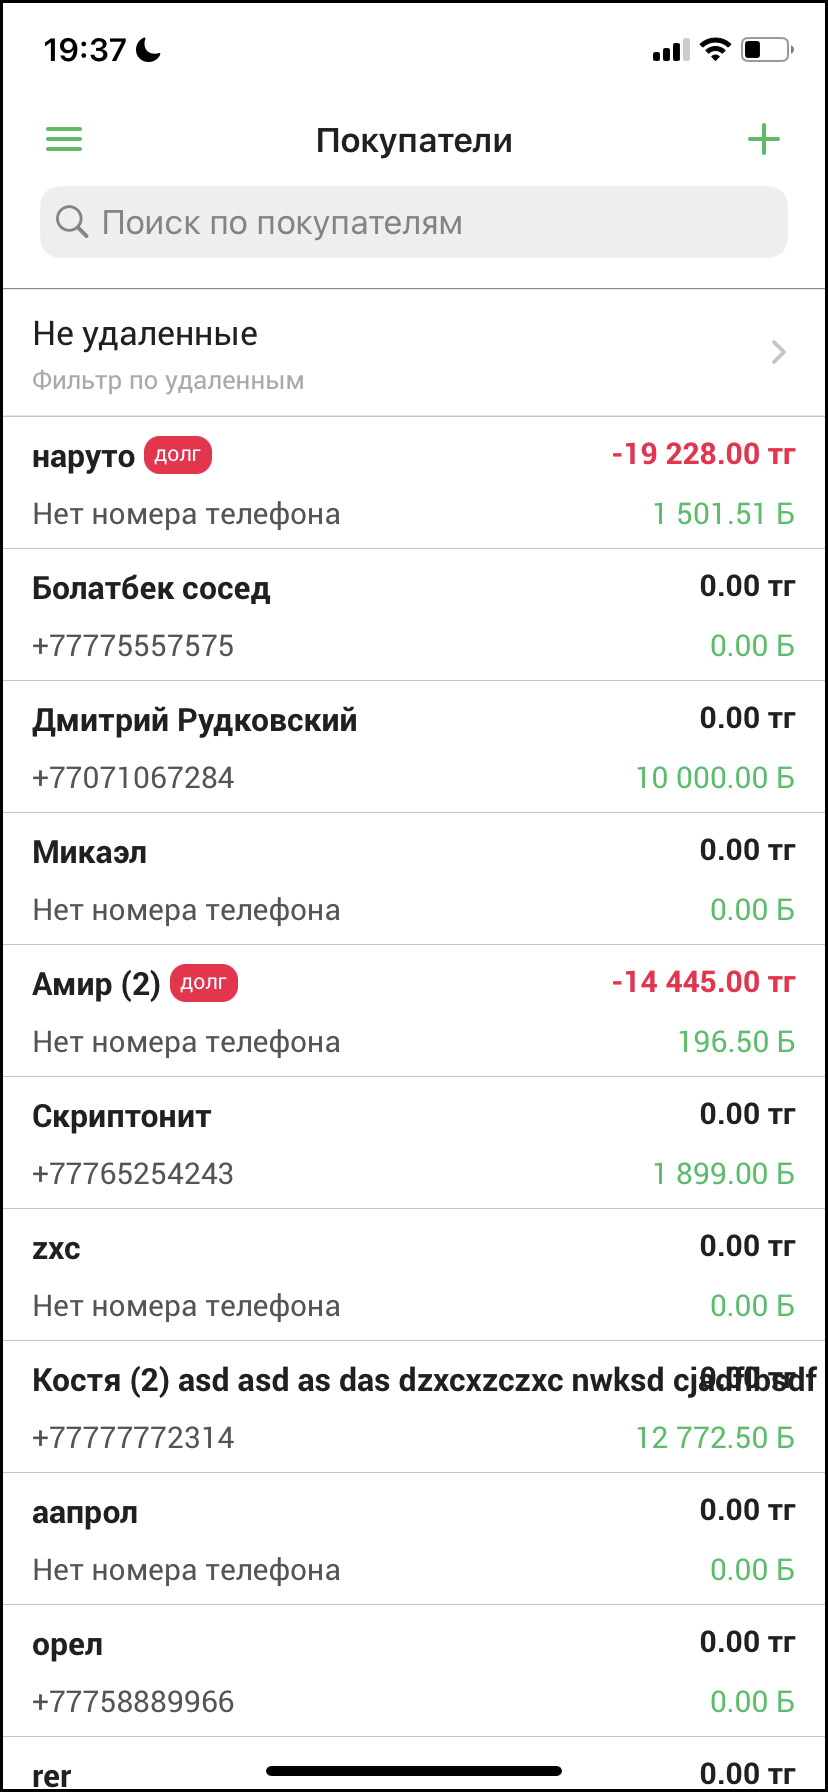 19:37
Покупатели
Поиск по покупателям
Не удаленные
Фильтр по удаленным
наруто долг -19 228.00 тг
Нет номера телефона 1 501.51 Б
Болатбек сосед 0.00 тг
+77775557575 0.00 Б
Дмитрий Рудковский 0.00 тг
+77071067284 10 000.00 Б
Микаэл 0.00 тг
Нет номера телефона 0.00 Б
Амир (2) долг -14 445.00 тг
Нет номера телефона 196.50 Б
Скриптонит 0.00 тг
+77765254243 1 899.00 Б
zxc 0.00 тг
Нет номера телефона 0.00 Б
Костя (2) asd asd as das dzxcxzczxc nwksd 0.00 тг
+77777772314 12 772.50 Б
аапрол 0.00 тг
Нет номера телефона 0.00 Б
орел 0.00 тг
+77758889966 0.00 Б
rer 0.00 тг